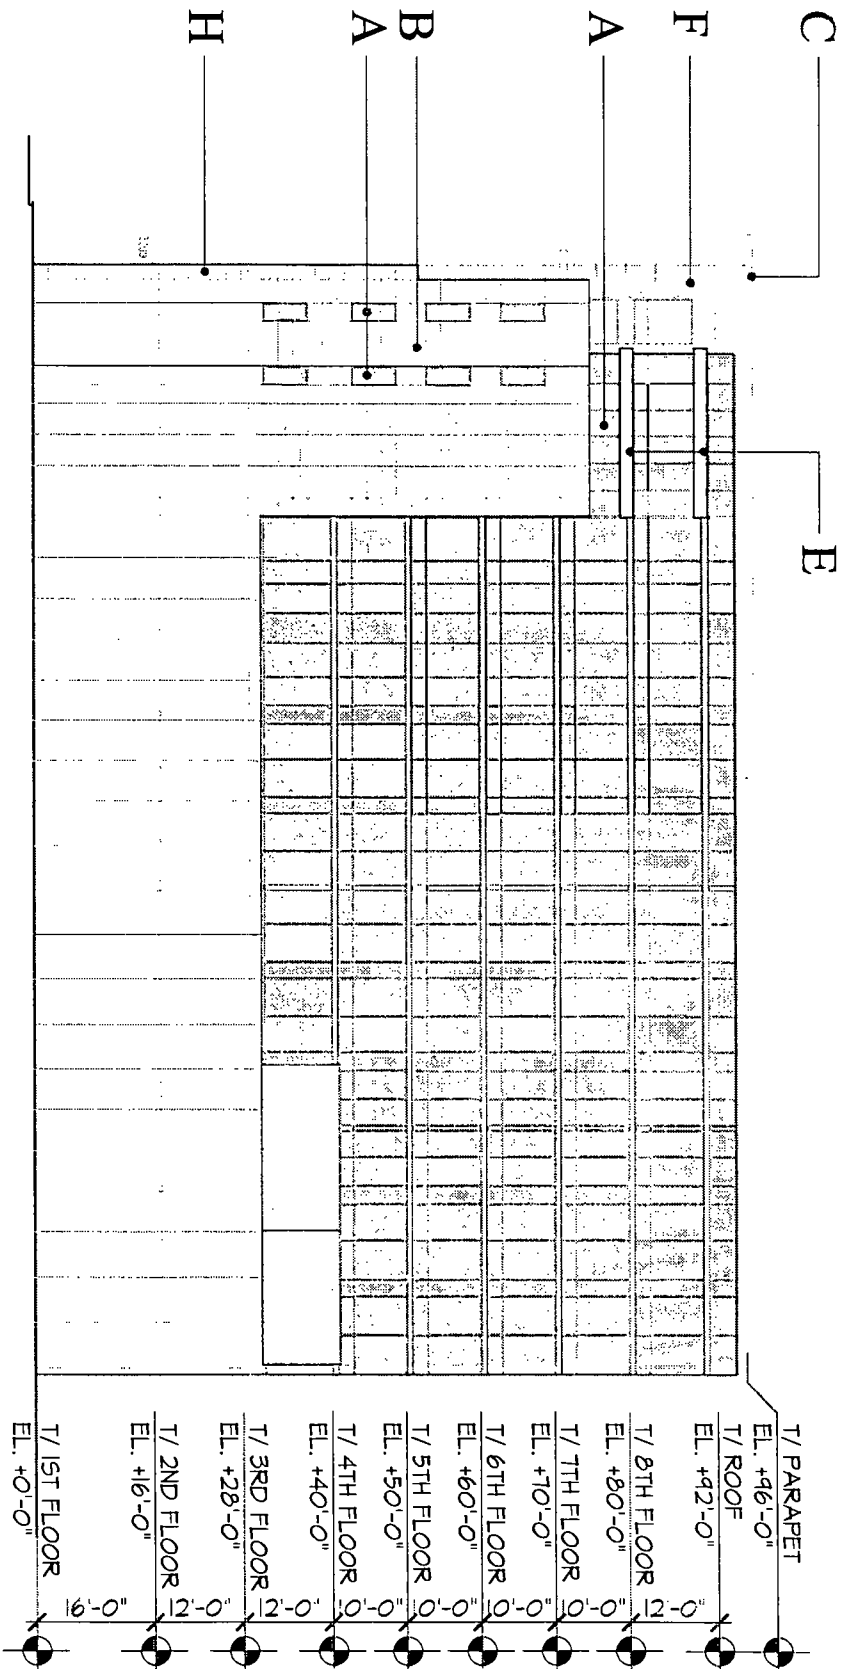 C
F
A
B
A
H
E
T/ PARAPET
EL. +96'-0"
T/ ROOF
EL. +92'-0"
T/ 8TH FLOOR
EL. +80'-0"
T/ 7TH FLOOR
EL. +70'-0"
T/ 6TH FLOOR
EL. +60'-0"
T/ 5TH FLOOR
EL. +50'-0"
T/ 4TH FLOOR
EL. +40'-0"
T/ 3RD FLOOR
EL. +28'-0"
T/ 2ND FLOOR
EL. +16'-0"
T/ 1ST FLOOR
EL. +0'-0"
12'-0"
10'-0"
10'-0"
10'-0"
10'-0"
12'-0"
12'-0"
16'-0"